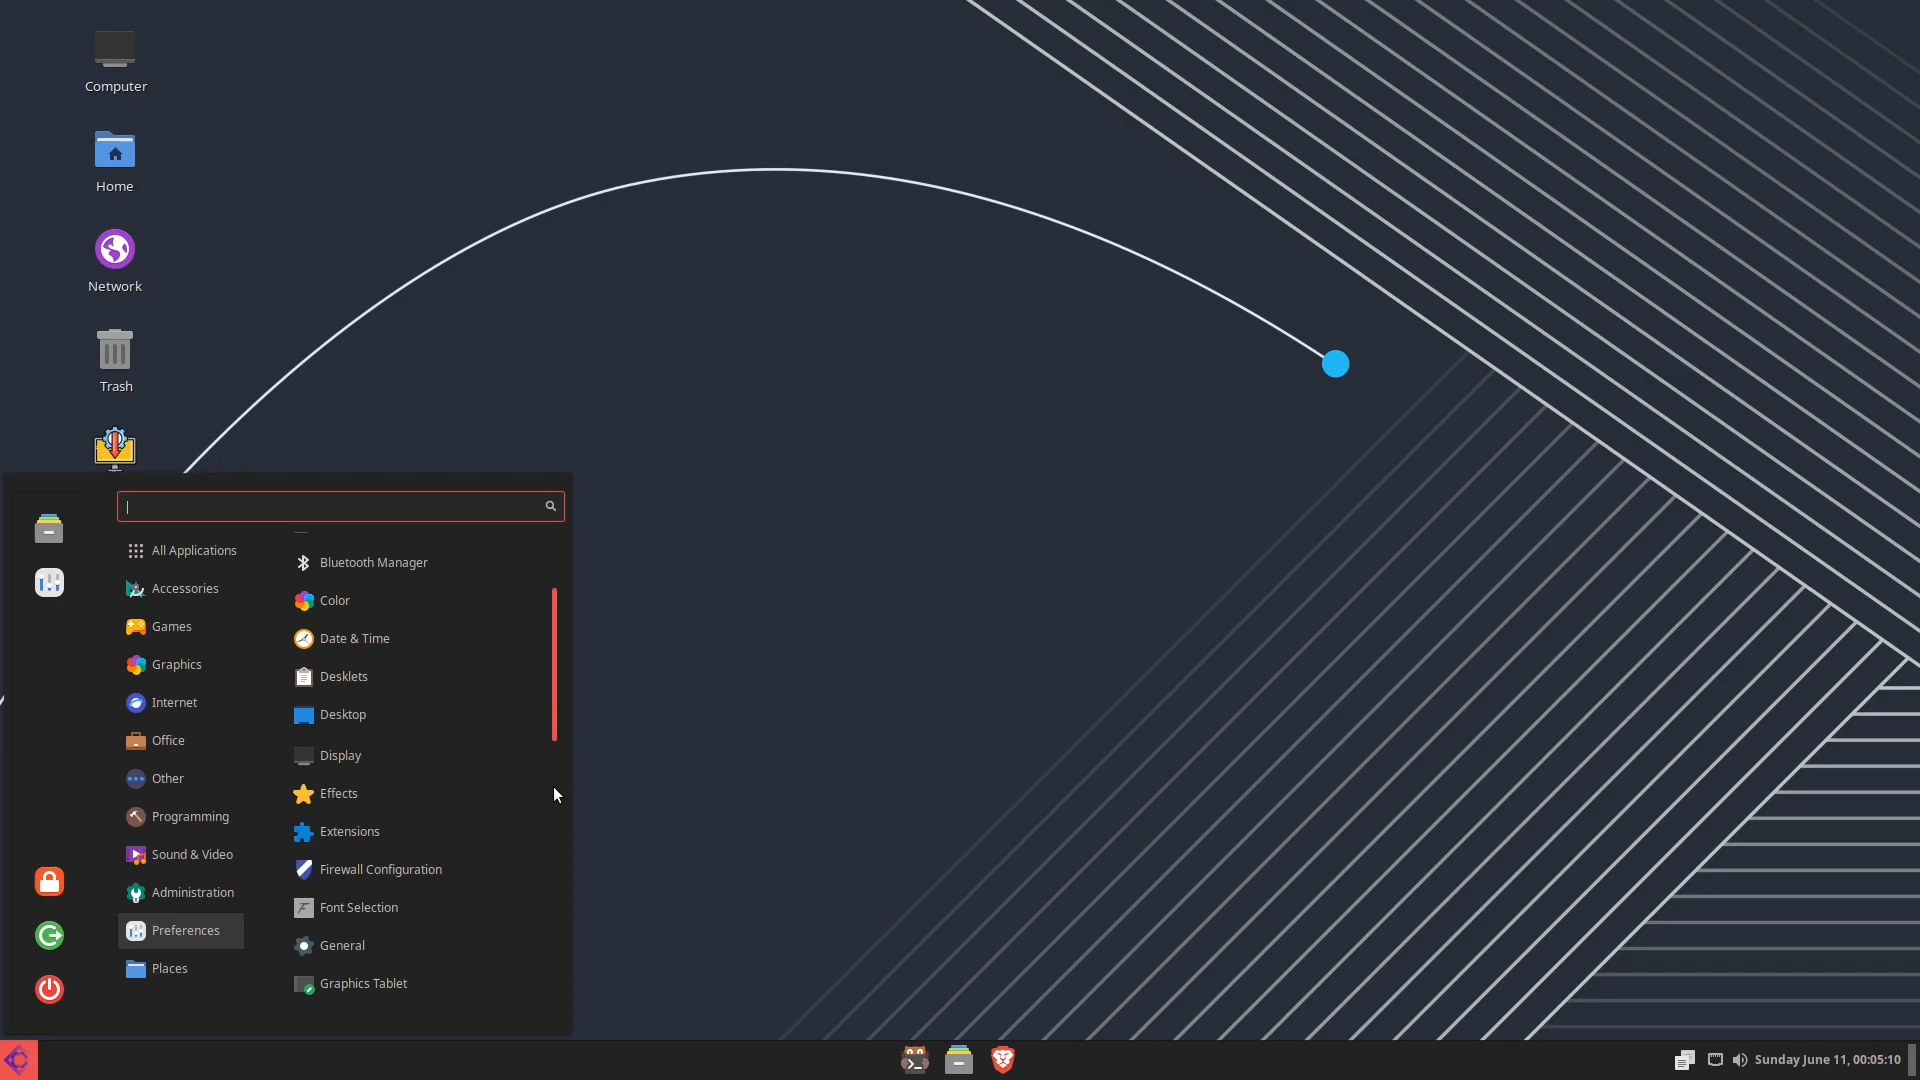 Computer
Home
Network
Trash
All Applications
Accessories
Games
Graphics
Internet
Office
Other
Programming
Sound & Video
Administration
Preferences
Places
Bluetooth Manager
Color
Date & Time
Desklets
Desktop
Display
Effects
Extensions
Firewall Configuration
Font Selection
General
Graphics Tablet
Sunday June 11, 00:05:10